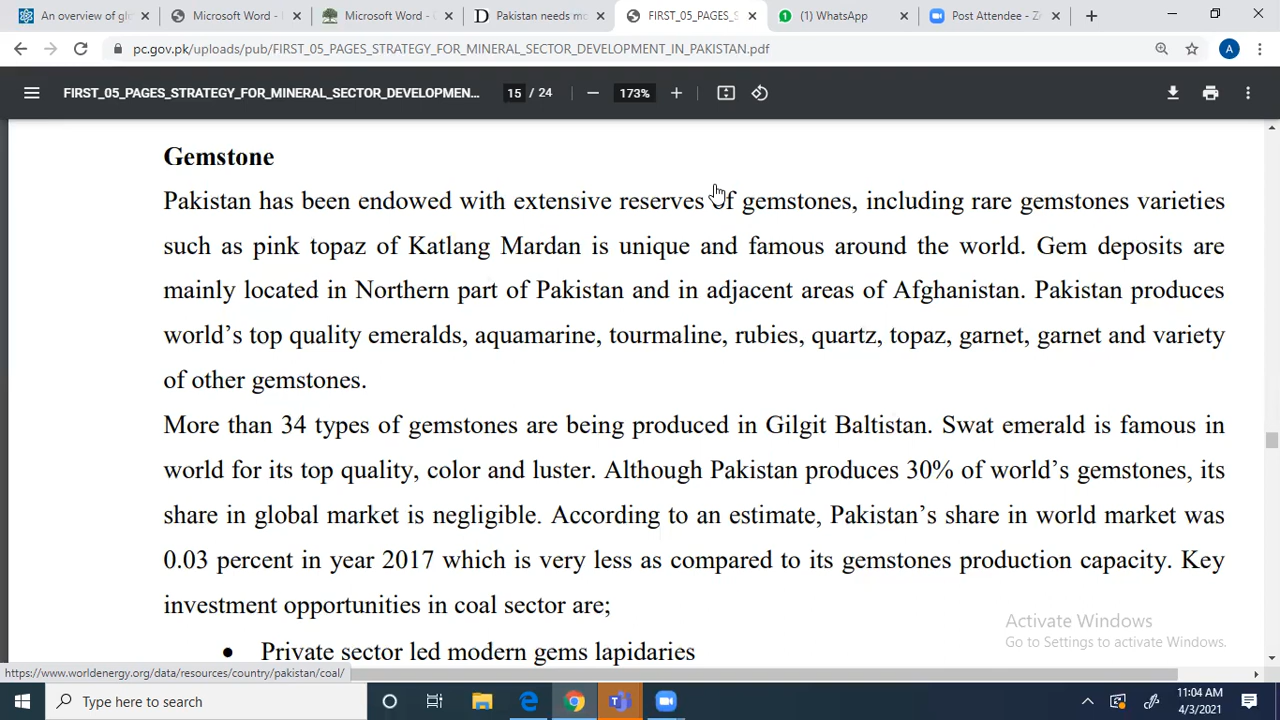 An overview of glo
Microsoft Word -
Microsoft Word - D
Pakistan needs mo
FIRST_05_PAGES_S
(1) WhatsApp
Post Attendee - Z
pc.gov.pk/uploads/pub/FIRST_05_PAGES_STRATEGY_FOR_MINERAL_SECTOR_DEVELOPMENT_IN_PAKISTAN.pdf
A
FIRST_05_PAGES_STRATEGY_FOR_MINERAL_SECTOR_DEVELOPMEN...
15 / 24
173%
Gemstone
Pakistan has been endowed with extensive reserves of gemstones, including rare gemstones varieties
such as pink topaz of Katlang Mardan is unique and famous around the world. Gem deposits are
mainly located in Northern part of Pakistan and in adjacent areas of Afghanistan. Pakistan produces
world's top quality emeralds, aquamarine, tourmaline, rubies, quartz, topaz, garnet, garnet and variety
of other gemstones.
More than 34 types of gemstones are being produced in Gilgit Baltistan. Swat emerald is famous in
world for its top quality, color and luster. Although Pakistan produces 30% of world's gemstones, its
share in global market is negligible. According to an estimate, Pakistan's share in world market was
0.03 percent in year 2017 which is very less as compared to its gemstones production capacity. Key
investment opportunities in coal sector are;
• Private sector led modern gems lapidaries
Activate Windows
Go to Settings to activate Windows.
https://www.worldenergy.org/data/resources/country/pakistan/coal/
Type here to search
11:04 AM
4/3/2021